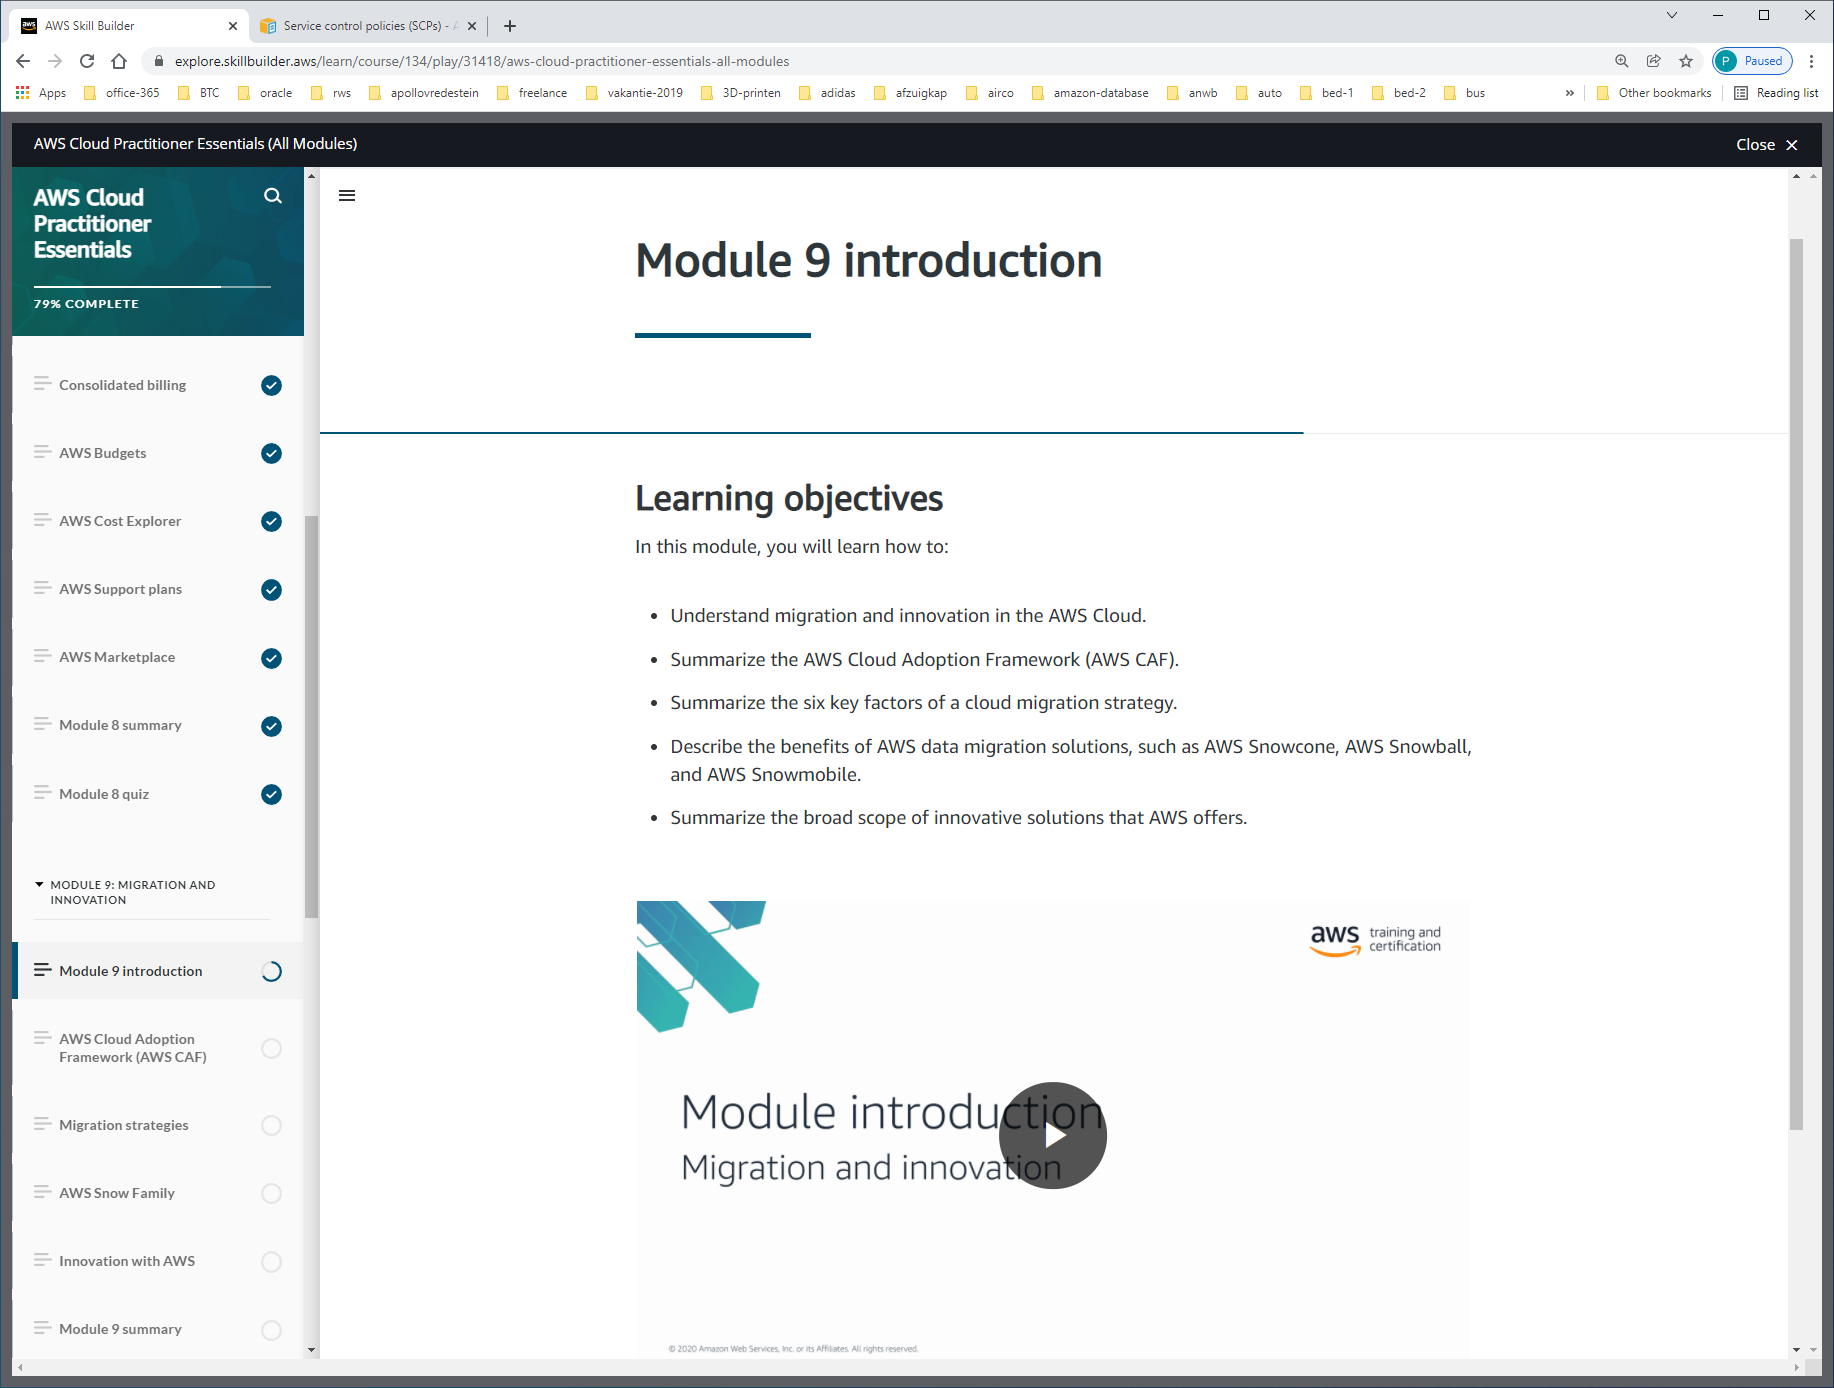 AWS Skill Builder
Service control policies (SCPs) - A
explore.skillbuilder.aws/learn/course/134/play/31418/aws-cloud-practitioner-essentials-all-modules
P Paused
Apps office-365 BTC oracle rws apollovredestein freelance vakantie-2019 3D-printen adidas afzuigkap airco amazon-database anwb auto bed-1 bed-2 bus » Other bookmarks Reading list
AWS Cloud Practitioner Essentials (All Modules)
Close
AWS Cloud
Practitioner
Essentials
79% COMPLETE
Consolidated billing
AWS Budgets
AWS Cost Explorer
AWS Support plans
AWS Marketplace
Module 8 summary
Module 8 quiz
MODULE 9: MIGRATION AND
INNOVATION
Module 9 introduction
AWS Cloud Adoption
Framework (AWS CAF)
Migration strategies
AWS Snow Family
Innovation with AWS
Module 9 summary
Module 9 introduction
Learning objectives
In this module, you will learn how to:
• Understand migration and innovation in the AWS Cloud.
• Summarize the AWS Cloud Adoption Framework (AWS CAF).
• Summarize the six key factors of a cloud migration strategy.
• Describe the benefits of AWS data migration solutions, such as AWS Snowcone, AWS Snowball,
and AWS Snowmobile.
• Summarize the broad scope of innovative solutions that AWS offers.
aws training and
certification
Module introduction
Migration and innovation
© 2020 Amazon Web Services, Inc. or its Affiliates. All rights reserved.